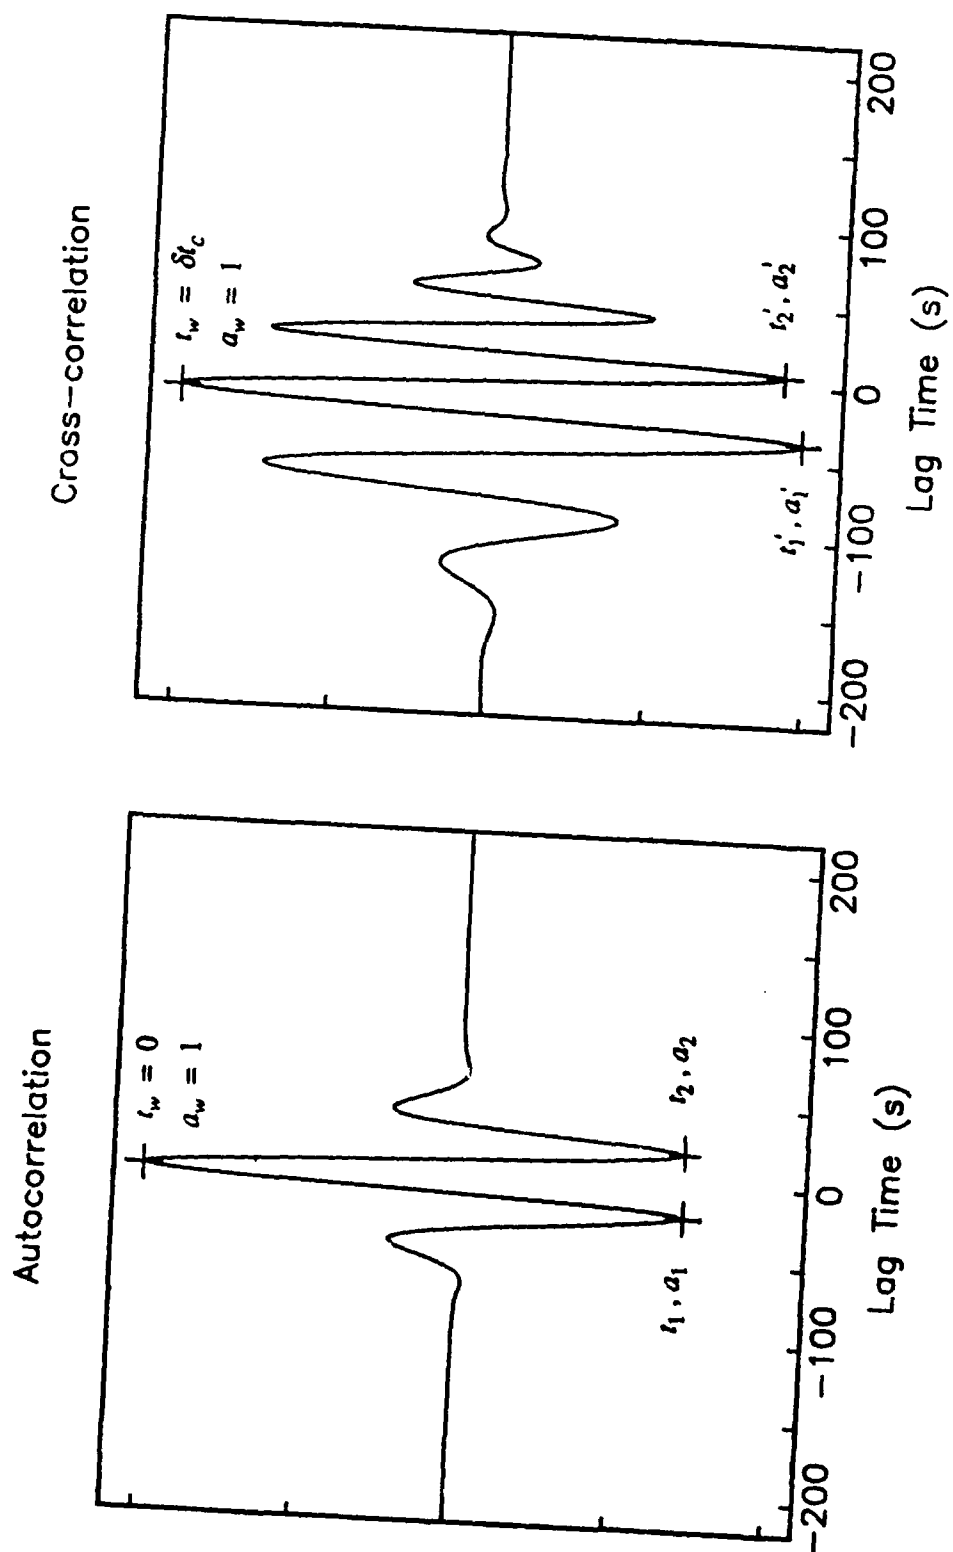 Autocorrelation
t_w = 0
a_w = 1
t_1, a_1
t_2, a_2
-200
-100
0
100
200
Lag Time (s)
Cross-correlation
t_w = δt_c
a_w = 1
t_1', a_1'
t_2', a_2'
-200
-100
0
100
200
Lag Time (s)